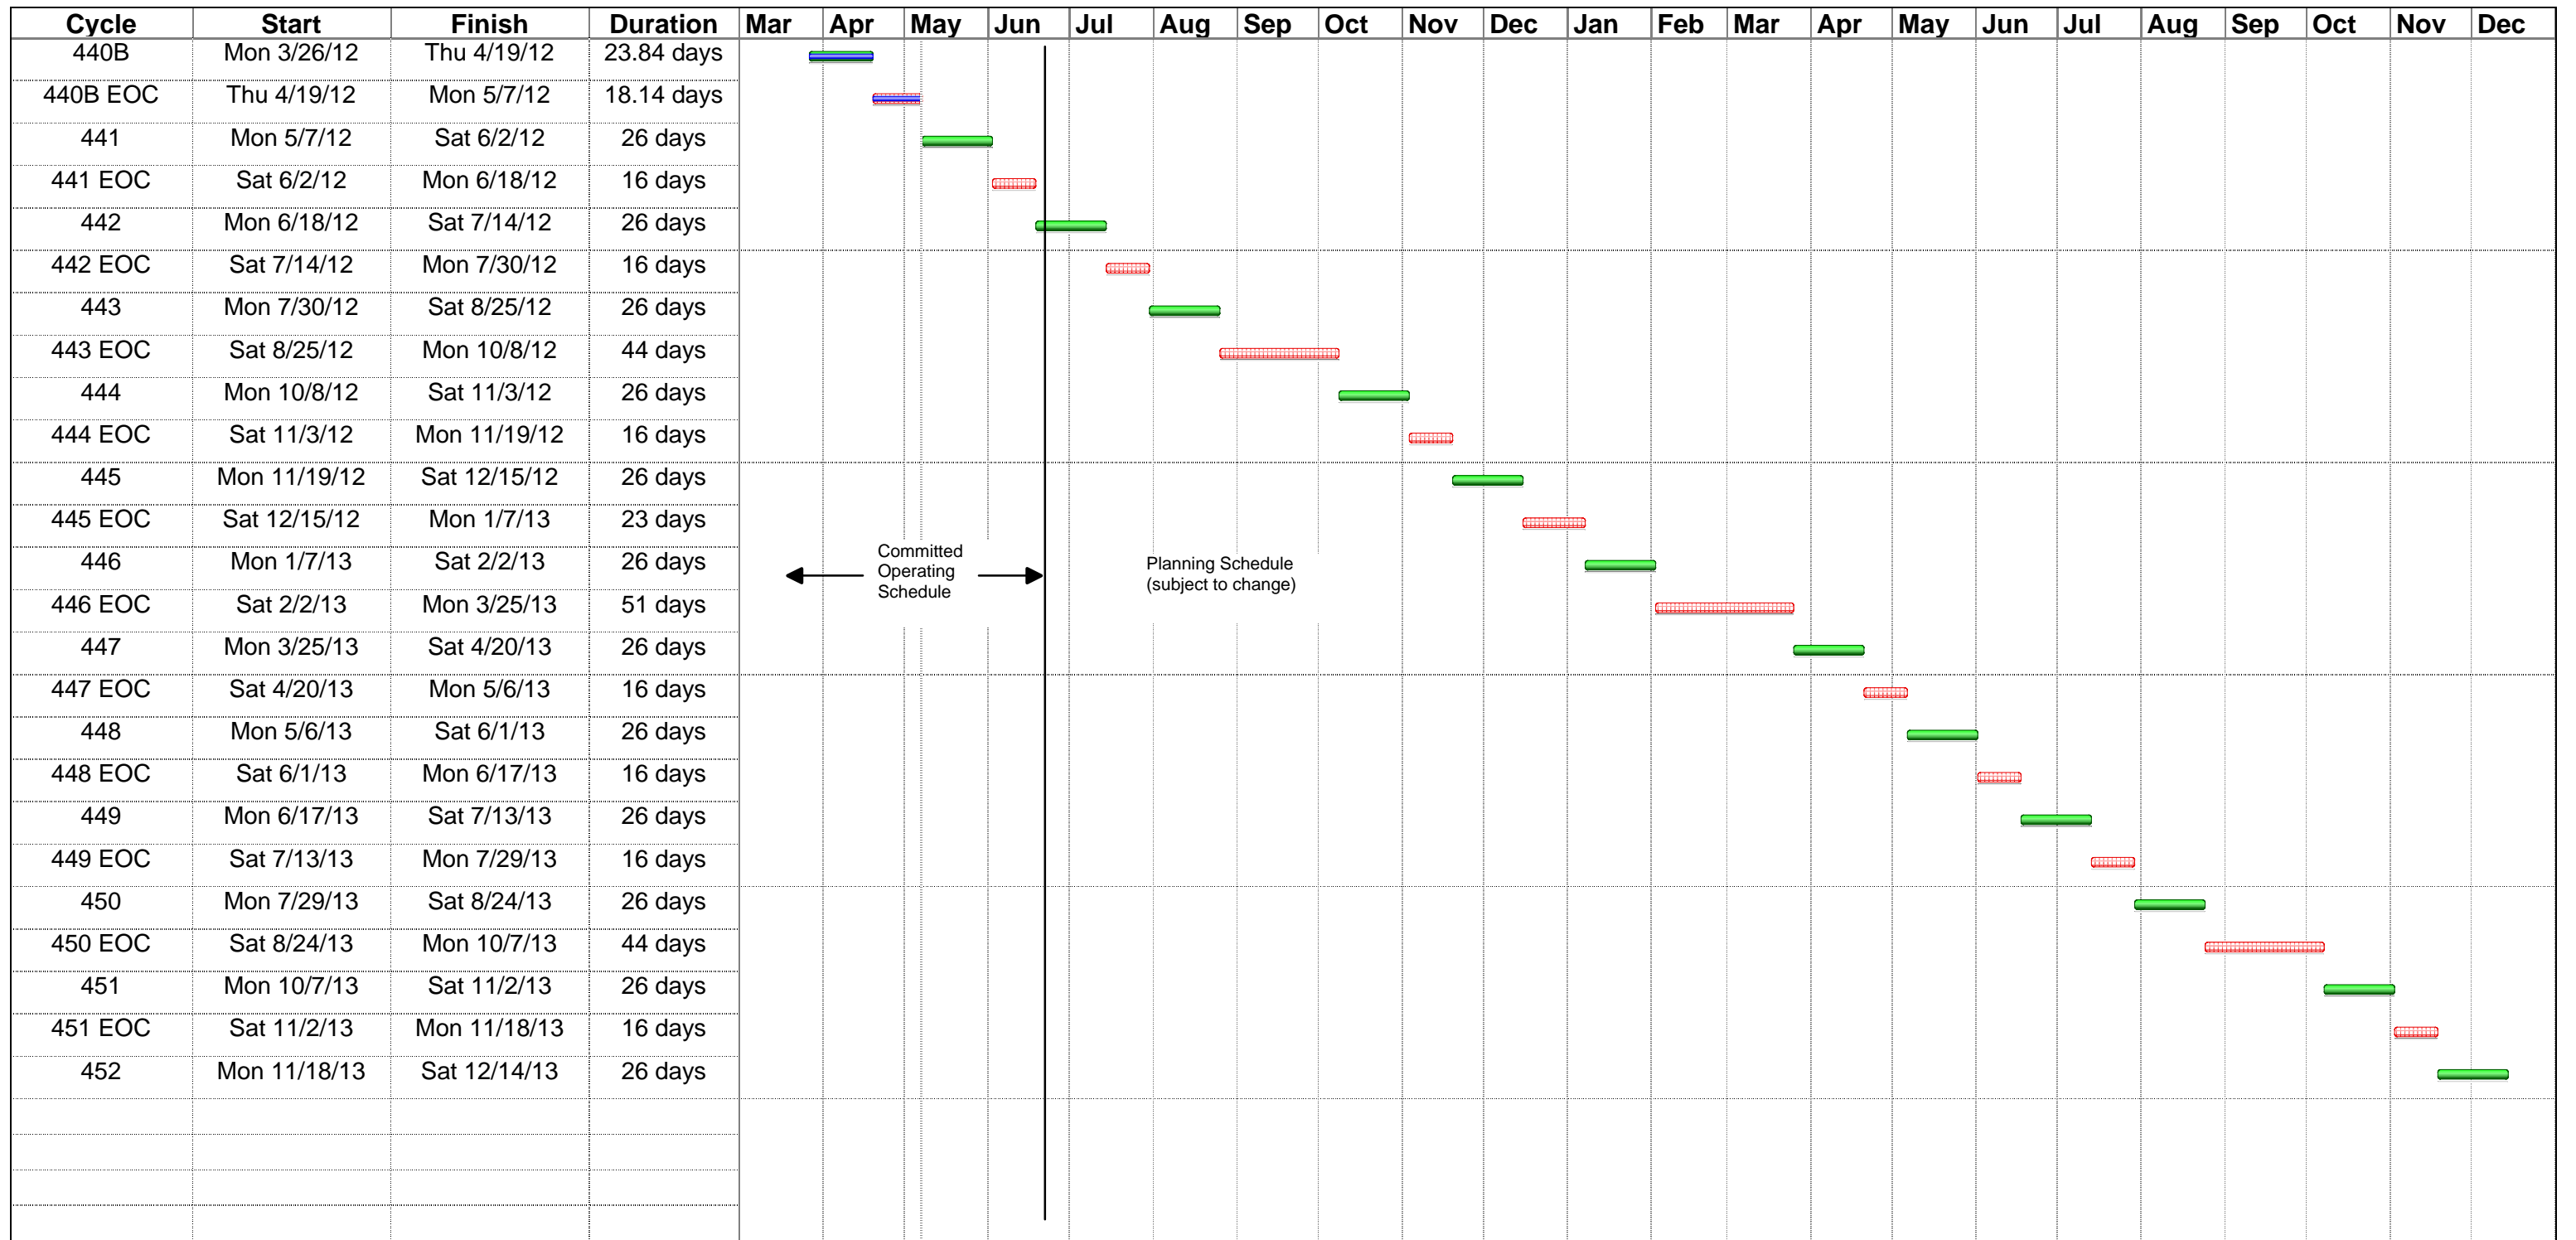 Cycle Start Finish Duration Mar Apr May Jun Jul Aug Sep Oct Nov Dec Jan Feb Mar Apr May Jun Jul Aug Sep Oct Nov Dec
440B Mon 3/26/12 Thu 4/19/12 23.84 days
440B EOC Thu 4/19/12 Mon 5/7/12 18.14 days
441 Mon 5/7/12 Sat 6/2/12 26 days
441 EOC Sat 6/2/12 Mon 6/18/12 16 days
442 Mon 6/18/12 Sat 7/14/12 26 days
442 EOC Sat 7/14/12 Mon 7/30/12 16 days
443 Mon 7/30/12 Sat 8/25/12 26 days
443 EOC Sat 8/25/12 Mon 10/8/12 44 days
444 Mon 10/8/12 Sat 11/3/12 26 days
444 EOC Sat 11/3/12 Mon 11/19/12 16 days
445 Mon 11/19/12 Sat 12/15/12 26 days
445 EOC Sat 12/15/12 Mon 1/7/13 23 days
446 Mon 1/7/13 Sat 2/2/13 26 days
446 EOC Sat 2/2/13 Mon 3/25/13 51 days
447 Mon 3/25/13 Sat 4/20/13 26 days
447 EOC Sat 4/20/13 Mon 5/6/13 16 days
448 Mon 5/6/13 Sat 6/1/13 26 days
448 EOC Sat 6/1/13 Mon 6/17/13 16 days
449 Mon 6/17/13 Sat 7/13/13 26 days
449 EOC Sat 7/13/13 Mon 7/29/13 16 days
450 Mon 7/29/13 Sat 8/24/13 26 days
450 EOC Sat 8/24/13 Mon 10/7/13 44 days
451 Mon 10/7/13 Sat 11/2/13 26 days
451 EOC Sat 11/2/13 Mon 11/18/13 16 days
452 Mon 11/18/13 Sat 12/14/13 26 days
Committed
Operating
Schedule
Planning Schedule
(subject to change)